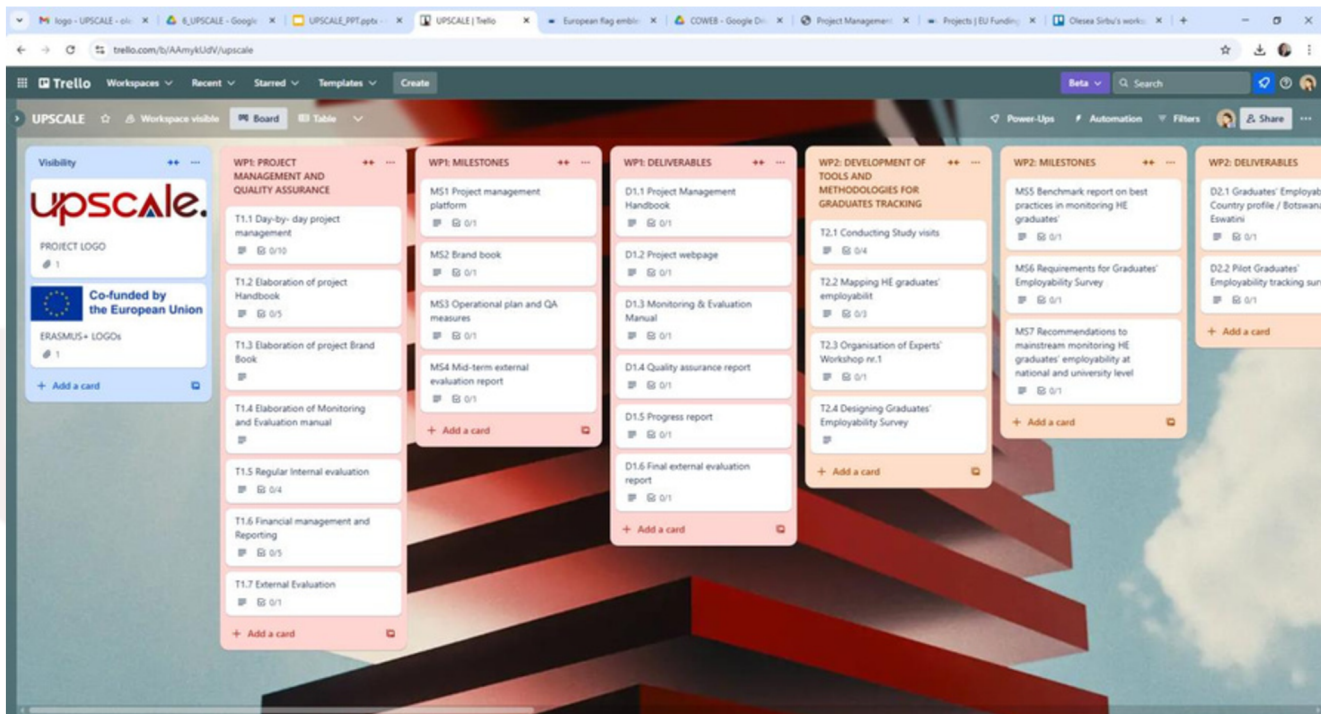 logo - UPSCALE - ole
6_UPSCALE - Google
UPSCALE_PPT.pptx -
UPSCALE | Trello
European flag emble
COWEB - Google Dri
Project Management
Projects | EU Funding
Olesea Sirbu's works
trello.com/b/AAmykUdV/upscale
Trello
Workspaces
Recent
Starred
Templates
Create
Beta
Search
UPSCALE
Workspace visible
Board
Table
Power-Ups
Automation
Filters
Share
Visibility
upscale.
PROJECT LOGO
1
Co-funded by
the European Union
ERASMUS+ LOGOs
1
+ Add a card
WP1: PROJECT
MANAGEMENT AND
QUALITY ASSURANCE
T1.1 Day-by- day project
management
0/10
T1.2 Elaboration of project
Handbook
0/5
T1.3 Elaboration of project Brand
Book
T1.4 Elaboration of Monitoring
and Evaluation manual
T1.5 Regular Internal evaluation
0/4
T1.6 Financial management and
Reporting
0/5
T1.7 External Evaluation
0/1
+ Add a card
WP1: MILESTONES
MS1 Project management
platform
0/1
MS2 Brand book
0/1
MS3 Operational plan and QA
measures
0/1
MS4 Mid-term external
evaluation report
0/1
+ Add a card
WP1: DELIVERABLES
D1.1 Project Management
Handbook
0/1
D1.2 Project webpage
0/1
D1.3 Monitoring & Evaluation
Manual
0/1
D1.4 Quality assurance report
0/1
D1.5 Progress report
0/1
D1.6 Final external evaluation
report
0/1
+ Add a card
WP2: DEVELOPMENT OF
TOOLS AND
METHODOLOGIES FOR
GRADUATES TRACKING
T2.1 Conducting Study visits
0/4
T2.2 Mapping HE graduates'
employabilit
0/3
T2.3 Organisation of Experts'
Workshop nr.1
0/1
T2.4 Designing Graduates'
Employability Survey
+ Add a card
WP2: MILESTONES
MS5 Benchmark report on best
practices in monitoring HE
graduates'
0/1
MS6 Requirements for Graduates'
Employability Survey
0/1
MS7 Recommendations to
mainstream monitoring HE
graduates' employability at
national and university level
0/1
+ Add a card
WP2: DELIVERABLES
D2.1 Graduates' Employab
Country profile / Botswana
Eswatini
0/1
D2.2 Pilot Graduates'
Employability tracking sur
0/1
+ Add a card